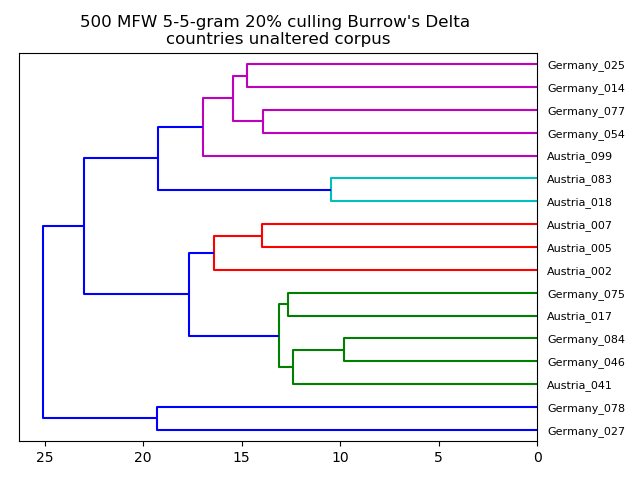 500 MFW 5-5-gram 20% culling Burrow's Delta
countries unaltered corpus
Germany_025
Germany_014
Germany_077
Germany_054
Austria_099
Austria_083
Austria_018
Austria_007
Austria_005
Austria_002
Germany_075
Austria_017
Germany_084
Germany_046
Austria_041
Germany_078
Germany_027
25 20 15 10 5 0